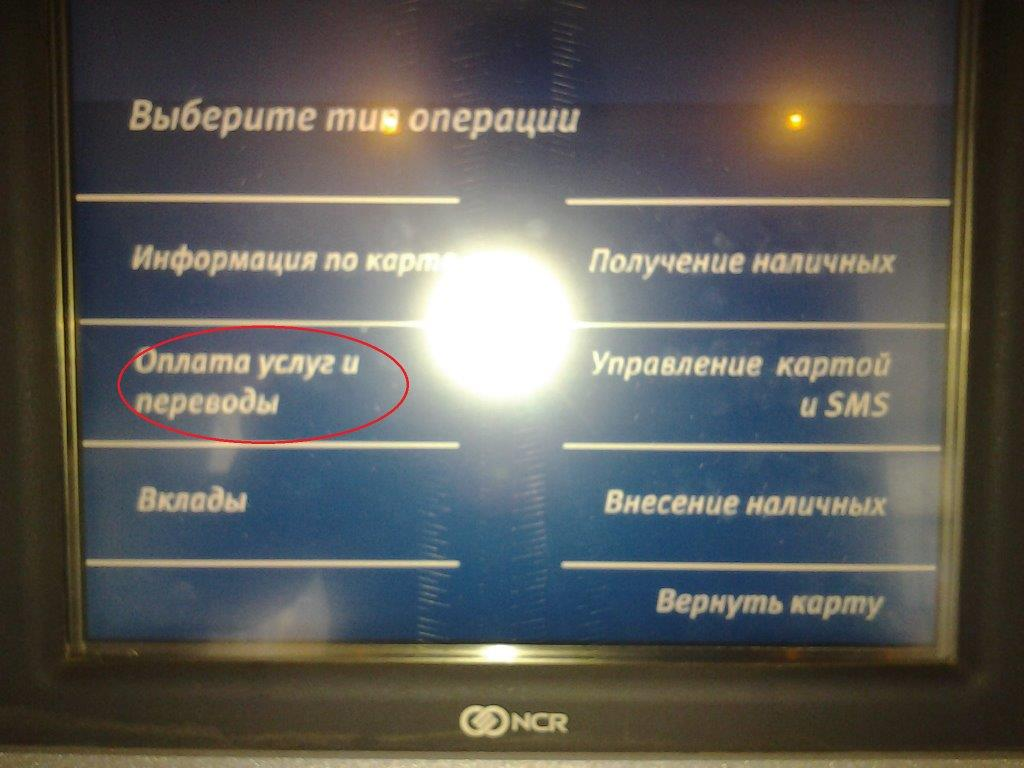 Выберите тип операции
Информация по карте
Получение наличных
Оплата услуг и
переводы
Управление картой
и SMS
Вклады
Внесение наличных
Вернуть карту
NCR